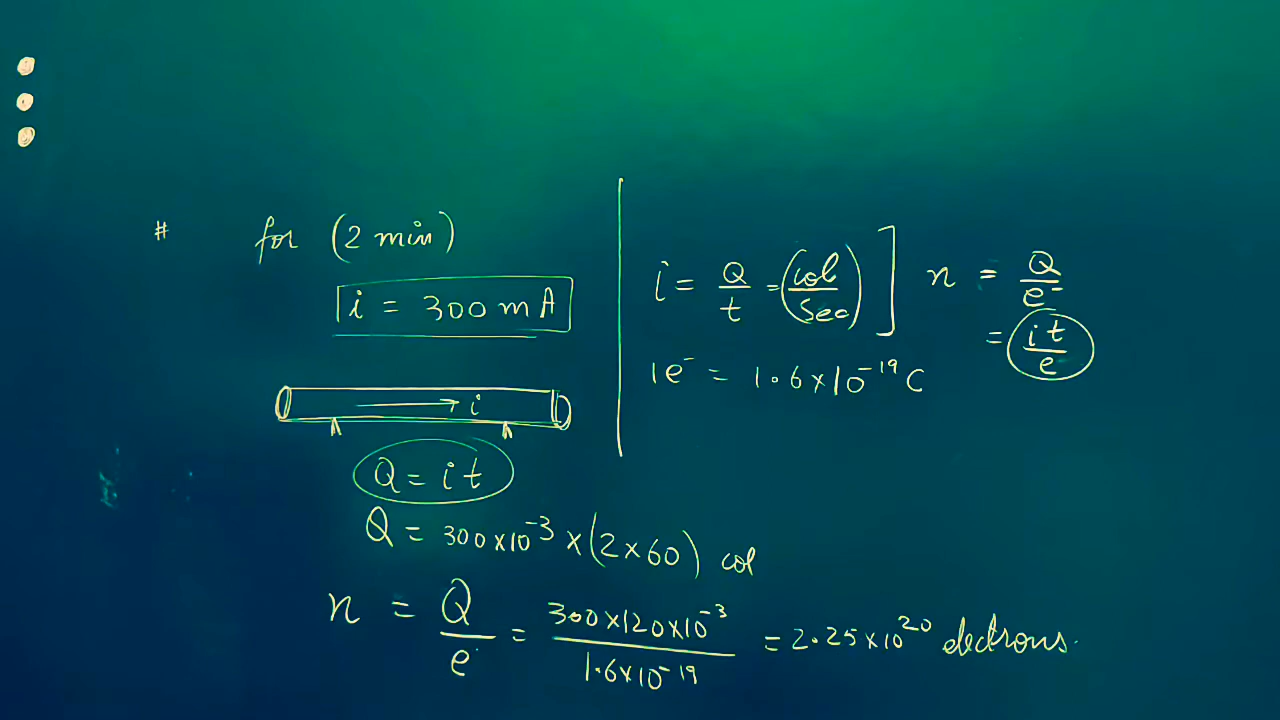 # for (2 min)
i = 300 mA
→ i
Q = it
Q = 300×10⁻³ × (2×60) col
n = Q/e = 300×120×10⁻³/1.6×10⁻¹⁹ = 2.25×10²⁰ electrons.
i = Q/t = (col/sec) ] n = Q/e⁻
= it/e
1e⁻ = 1.6×10⁻¹⁹ C